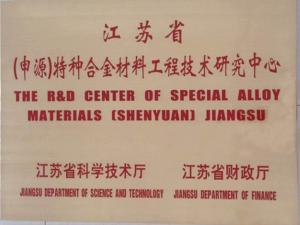 江苏省
(申源)特种合金材料工程技术研究中心
THE R&D CENTER OF SPECIAL ALLOY
MATERIALS (SHENYUAN) JIANGSU
江苏省科学技术厅 江苏省财政厅
JIANGSU DEPARTMENT OF SCIENCE AND TECHNOLOGY JIANGSU DEPARTMENT OF FINANCE